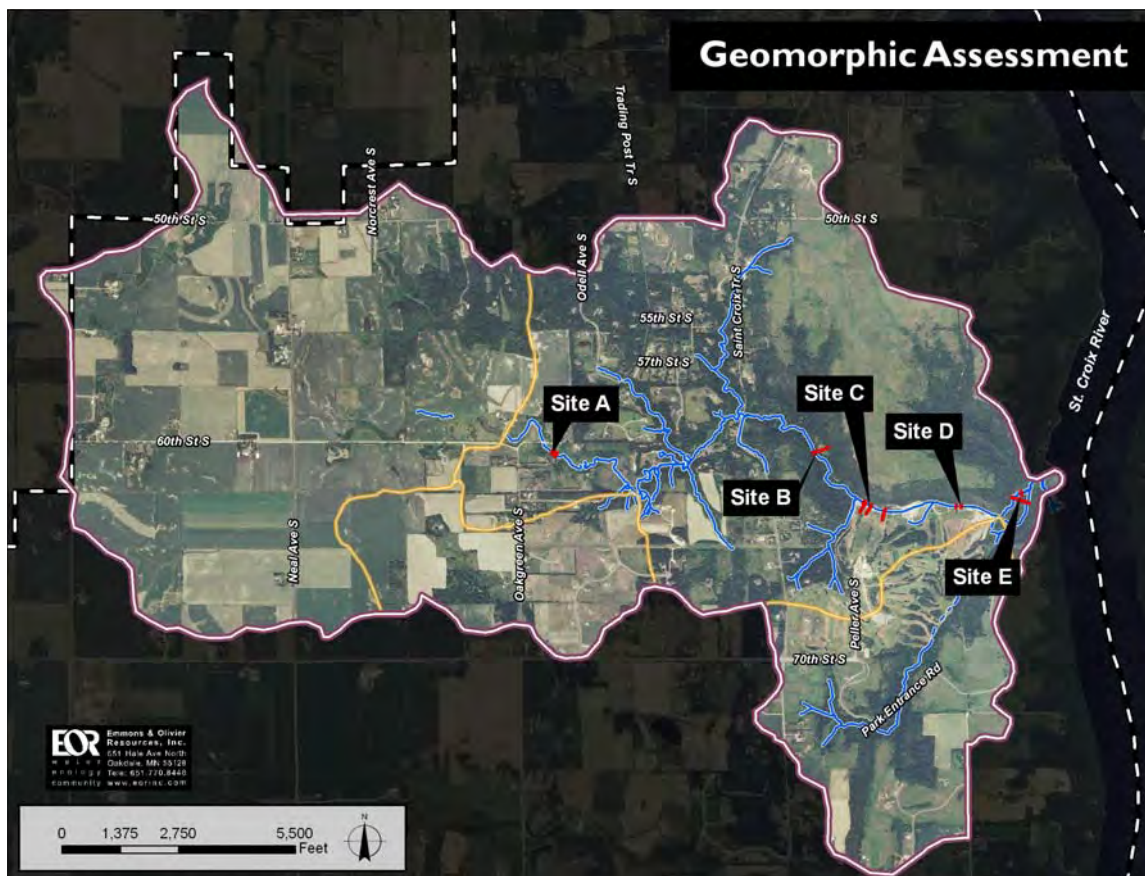 Geomorphic Assessment
Trading Post Tr S
Norcrest Ave S
50th St S
50th St S
Odell Ave S
Saint Croix Tr S
55th St S
57th St S
St. Croix River
Site A
Site C
Site D
60th St S
Site B
Neal Ave S
Oakgreen Ave S
Site E
Peller Ave S
70th St S
Park Entrance Rd
EOR
water
ecology
community
Emmons & Olivier
Resources, Inc.
651 Hale Ave North
Oakdale, MN 55128
Tele: 651.770.8448
www.eorinc.com
N
0 1,375 2,750 5,500
Feet